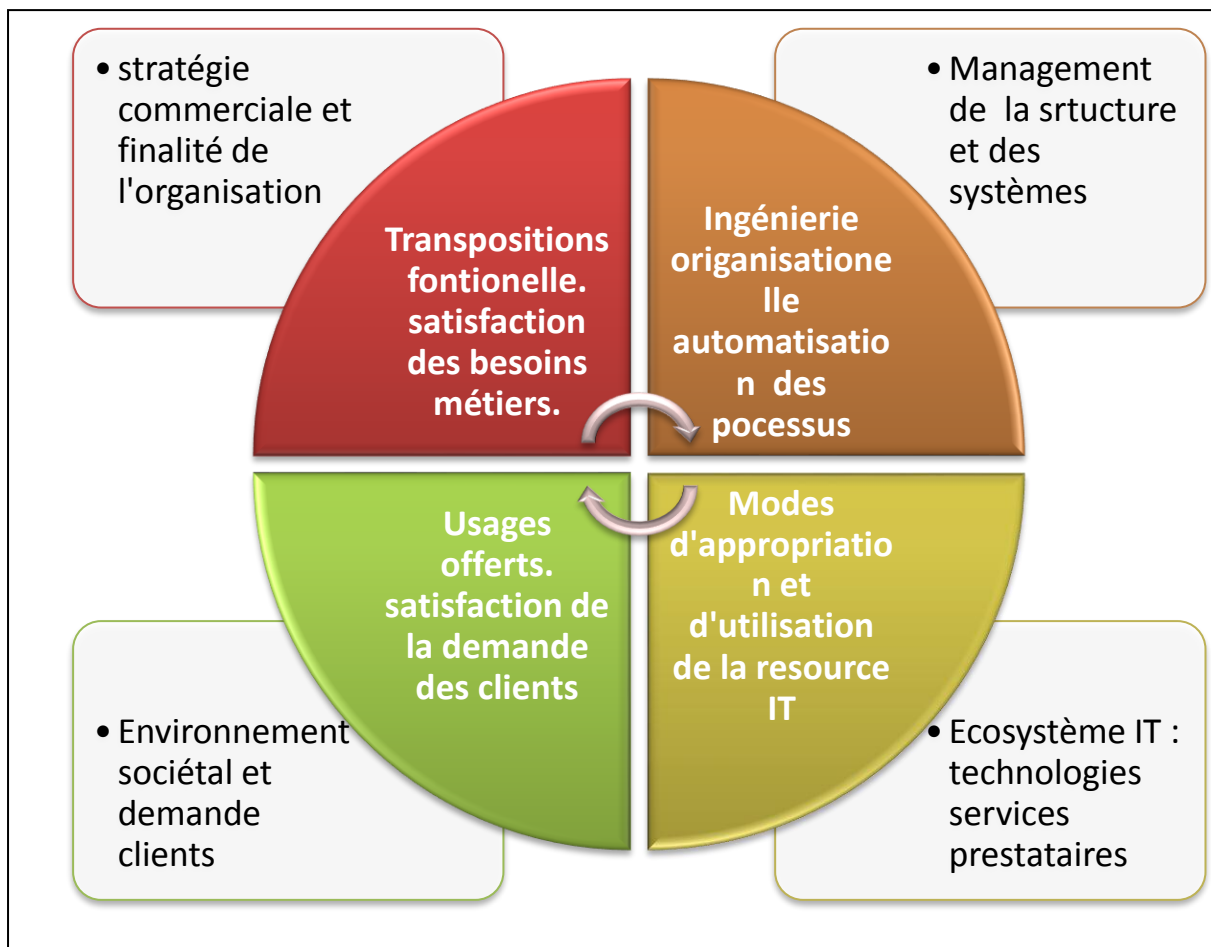 • stratégie
commerciale et
finalité de
l'organisation
• Management
de la srtucture
et des
systèmes
Transpositions
fontionelle.
satisfaction
des besoins
métiers.
Ingénierie
origanisatione
lle
automatisatio
n des
pocessus
Usages
offerts.
satisfaction de
la demande
des clients
Modes
d'appropriatio
n et
d'utilisation
de la resource
IT
• Environnement
sociétal et
demande
clients
• Ecosystème IT :
technologies
services
prestataires